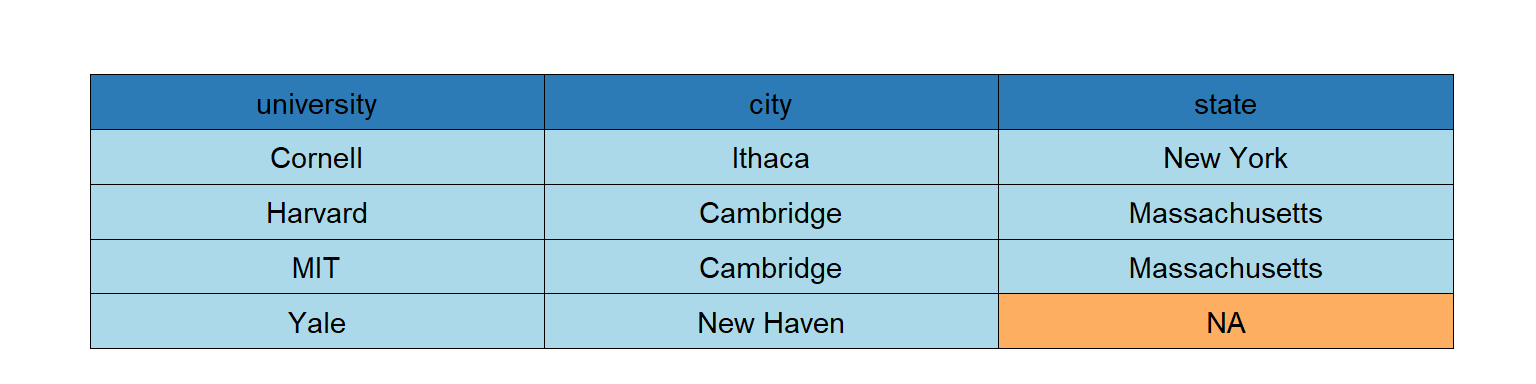 university city state
Cornell Ithaca New York
Harvard Cambridge Massachusetts
MIT Cambridge Massachusetts
Yale New Haven NA